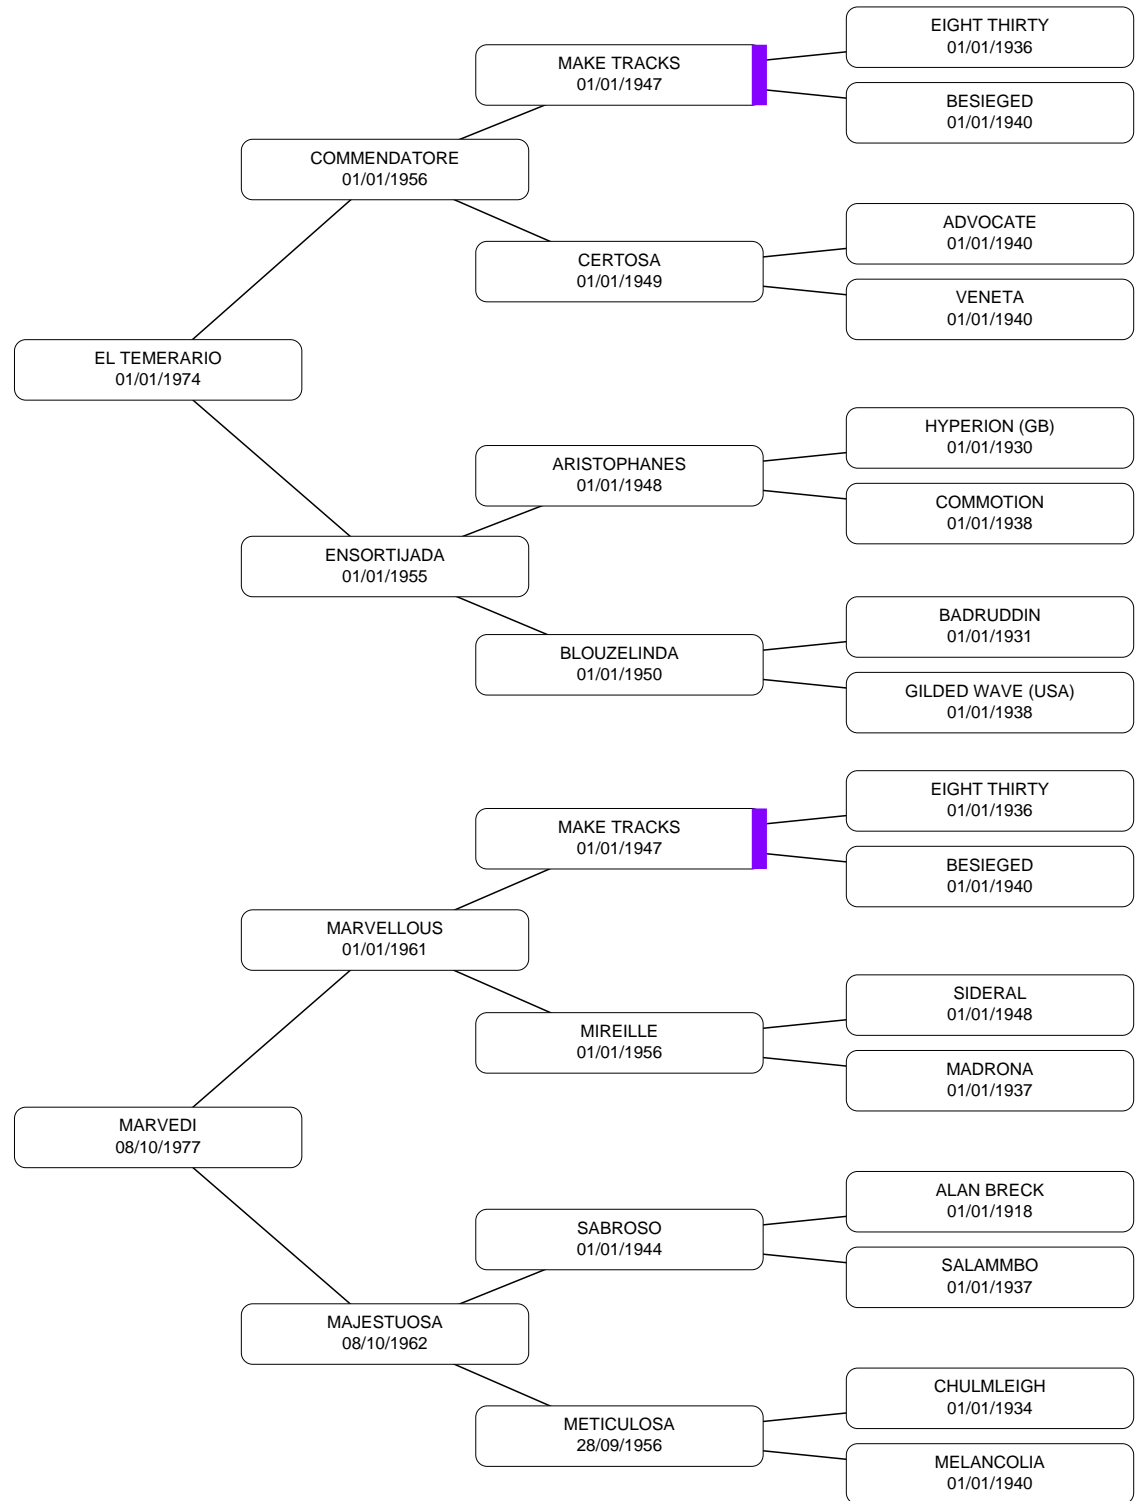 EIGHT THIRTY
01/01/1936
MAKE TRACKS
01/01/1947
BESIEGED
01/01/1940
COMMENDATORE
01/01/1956
ADVOCATE
01/01/1940
CERTOSA
01/01/1949
VENETA
01/01/1940
EL TEMERARIO
01/01/1974
HYPERION (GB)
01/01/1930
ARISTOPHANES
01/01/1948
COMMOTION
01/01/1938
ENSORTIJADA
01/01/1955
BADRUDDIN
01/01/1931
BLOUZELINDA
01/01/1950
GILDED WAVE (USA)
01/01/1938
EIGHT THIRTY
01/01/1936
MAKE TRACKS
01/01/1947
BESIEGED
01/01/1940
MARVELLOUS
01/01/1961
SIDERAL
01/01/1948
MIREILLE
01/01/1956
MADRONA
01/01/1937
MARVEDI
08/10/1977
ALAN BRECK
01/01/1918
SABROSO
01/01/1944
SALAMMBO
01/01/1937
MAJESTUOSA
08/10/1962
CHULMLEIGH
01/01/1934
METICULOSA
28/09/1956
MELANCOLIA
01/01/1940